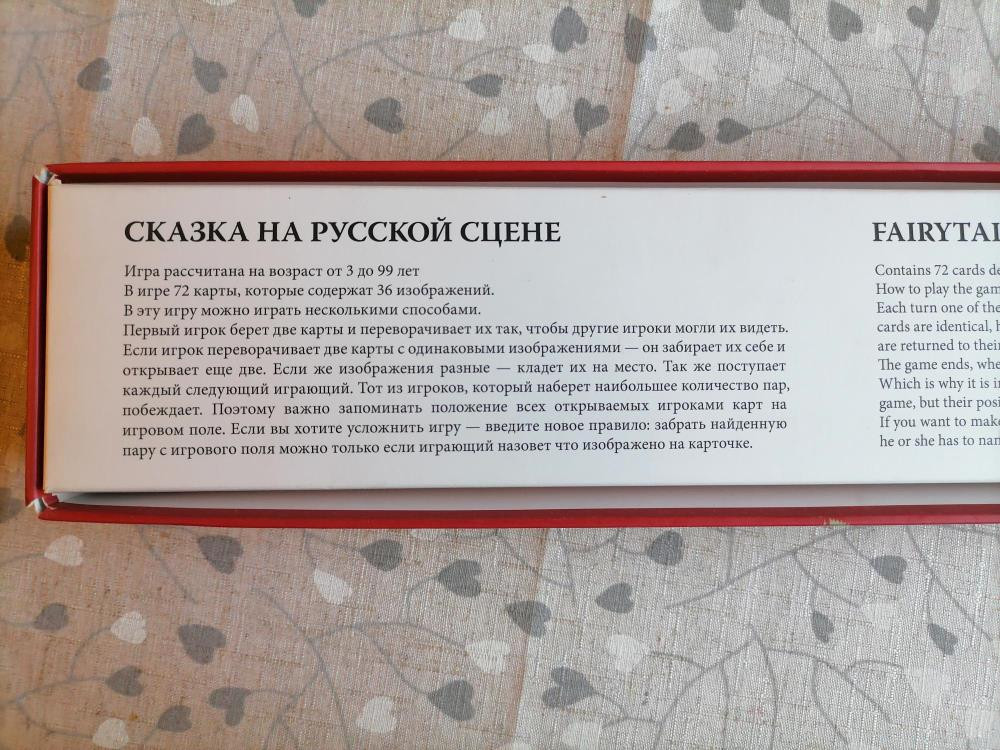 СКАЗКА НА РУССКОЙ СЦЕНЕ
Игра рассчитана на возраст от 3 до 99 лет
В игре 72 карты, которые содержат 36 изображений.
В эту игру можно играть несколькими способами.
Первый игрок берет две карты и переворачивает их так, чтобы другие игроки могли их видеть.
Если игрок переворачивает две карты с одинаковыми изображениями — он забирает их себе и
открывает еще две. Если же изображения разные — кладет их на место. Так же поступает
каждый следующий играющий. Тот из игроков, который наберет наибольшее количество пар,
побеждает. Поэтому важно запоминать положение всех открываемых игроками карт на
игровом поле. Если вы хотите усложнить игру — введите новое правило: забрать найденную
пару с игрового поля можно только если играющий назовет что изображено на карточке.
Contains 72 cards
How to play the
Each turn one of the
cards are identical,
are returned to
The game ends,
Which is why it is
game, but their
If you want to
he or she has to